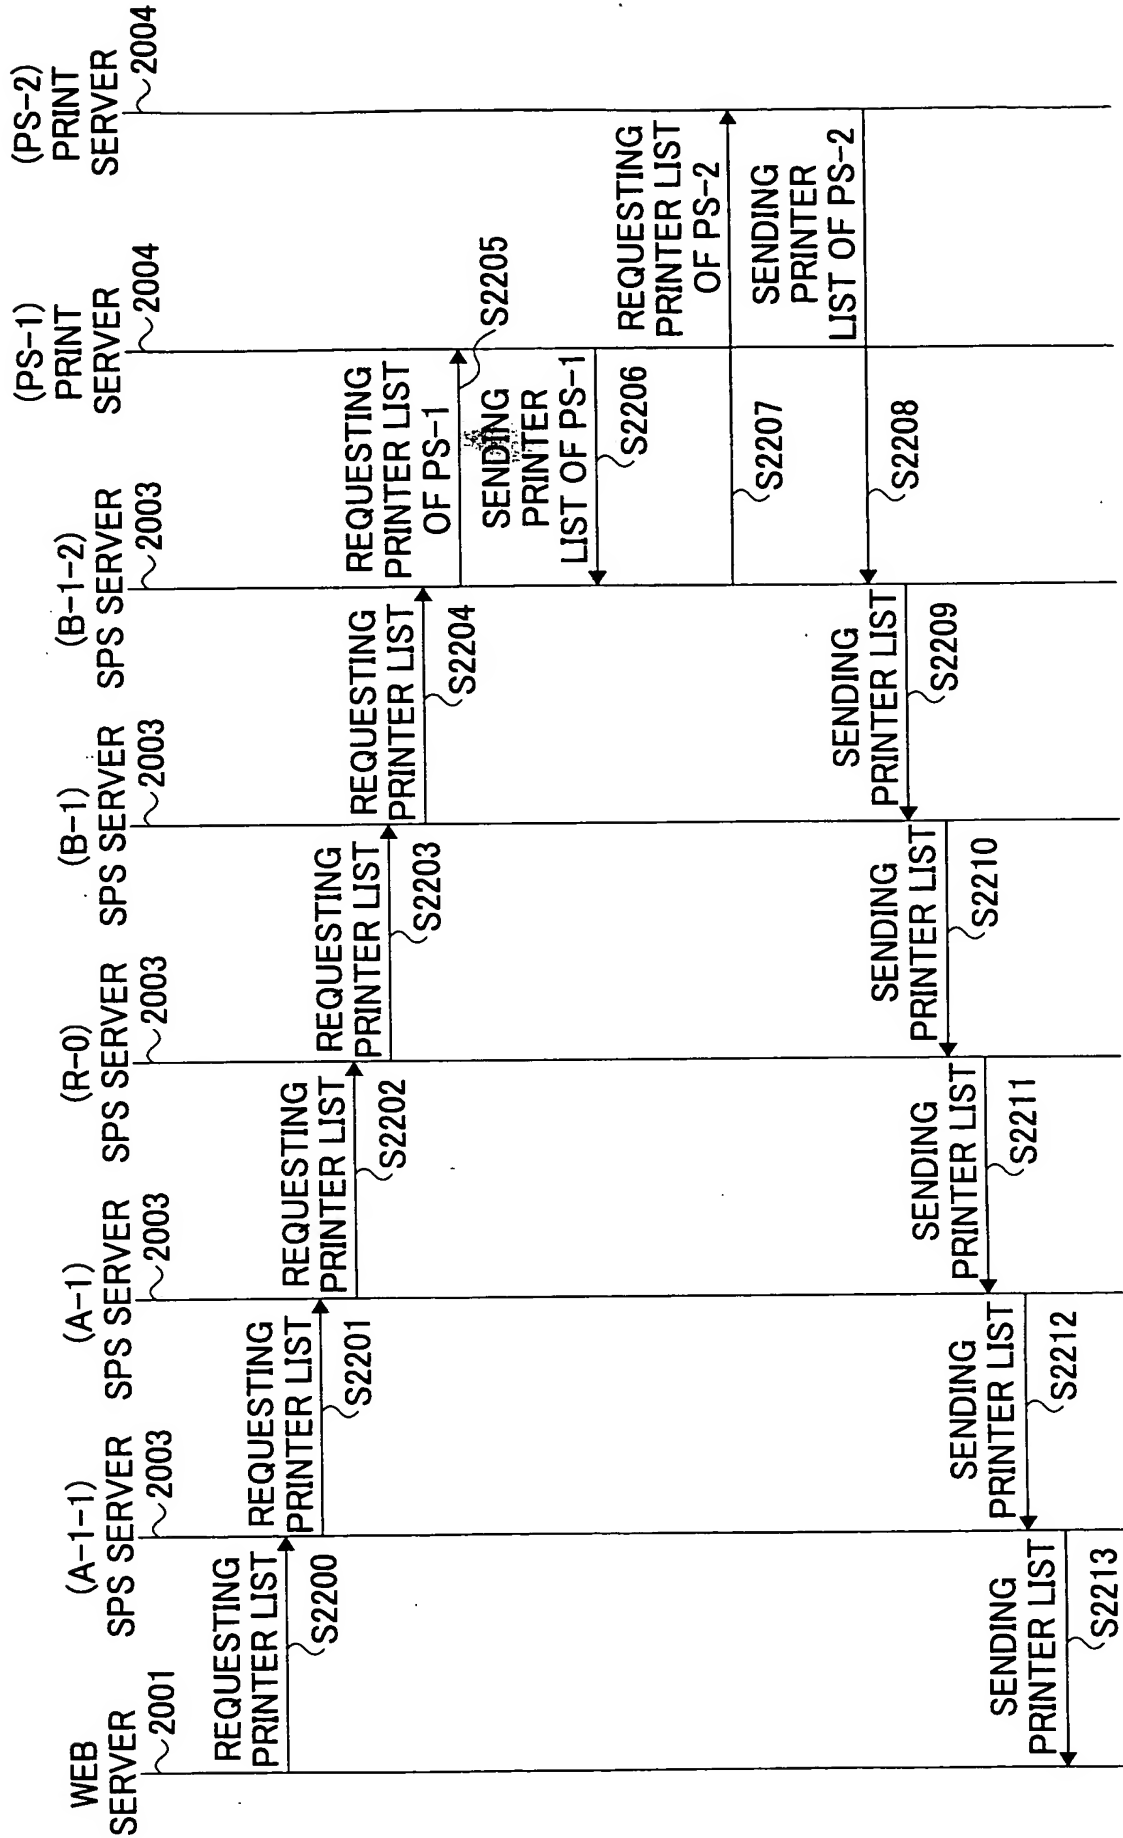 WEB
SERVER
2001
(A-1-1)
SPS SERVER
2003
(A-1)
SPS SERVER
2003
(R-0)
SPS SERVER
2003
(B-1)
SPS SERVER
2003
(B-1-2)
SPS SERVER
2003
(PS-1)
PRINT
SERVER
2004
(PS-2)
PRINT
SERVER
2004
REQUESTING
PRINTER LIST
S2200
REQUESTING
PRINTER LIST
S2201
REQUESTING
PRINTER LIST
S2202
REQUESTING
PRINTER LIST
S2203
REQUESTING
PRINTER LIST
S2204
REQUESTING
PRINTER LIST
OF PS-1
S2205
SENDING
PRINTER
LIST OF PS-1
S2206
REQUESTING
PRINTER LIST
OF PS-2
S2207
SENDING
PRINTER
LIST OF PS-2
S2208
SENDING
PRINTER LIST
S2209
SENDING
PRINTER LIST
S2210
SENDING
PRINTER LIST
S2211
SENDING
PRINTER LIST
S2212
SENDING
PRINTER LIST
S2213